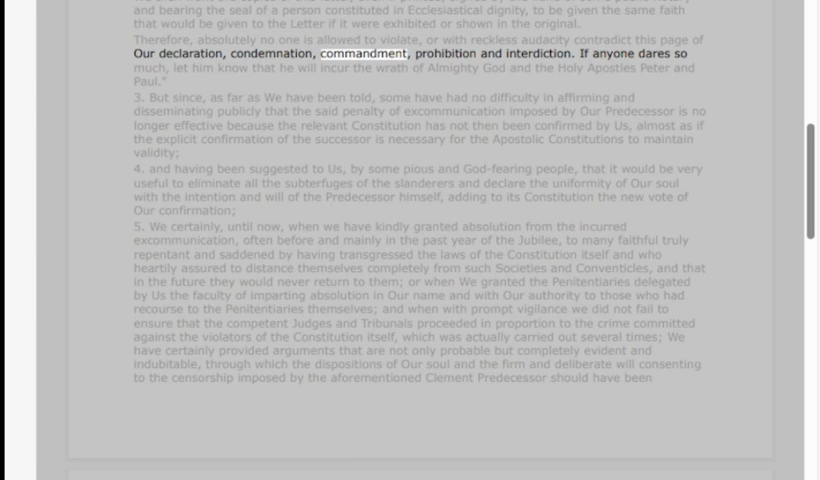 and bearing the seal of a person constituted in Ecclesiastical dignity, to be given the same faith
that would be given to the Letter if it were exhibited or shown in the original.
Therefore, absolutely no one is allowed to violate, or with reckless audacity contradict this page of
Our declaration, condemnation, commandment, prohibition and interdiction. If anyone dares so
much, let him know that he will incur the wrath of Almighty God and the Holy Apostles Peter and
Paul."
3. But since, as far as We have been told, some have had no difficulty in affirming and
disseminating publicly that the said penalty of excommunication imposed by Our Predecessor is no
longer effective because the relevant Constitution has not then been confirmed by Us, almost as if
the explicit confirmation of the successor is necessary for the Apostolic Constitutions to maintain
validity;
4. and having been suggested to Us, by some pious and God-fearing people, that it would be very
useful to eliminate all the subterfuges of the slanderers and declare the uniformity of Our soul
with the intention and will of the Predecessor himself, adding to its Constitution the new vote of
Our confirmation;
5. We certainly, until now, when we have kindly granted absolution from the incurred
excommunication, often before and mainly in the past year of the Jubilee, to many faithful truly
repentant and saddened by having transgressed the laws of the Constitution itself and who
heartily assured to distance themselves completely from such Societies and Conventicles, and that
in the future they would never return to them; or when We granted the Penitentiaries delegated
by Us the faculty of imparting absolution in Our name and with Our authority to those who had
recourse to the Penitentiaries themselves; and when with prompt vigilance we did not fail to
ensure that the competent Judges and Tribunals proceeded in proportion to the crime committed
against the violators of the Constitution itself, which was actually carried out several times; We
have certainly provided arguments that are not only probable but completely evident and
indubitable, through which the dispositions of Our soul and the firm and deliberate will consenting
to the censorship imposed by the aforementioned Clement Predecessor should have been